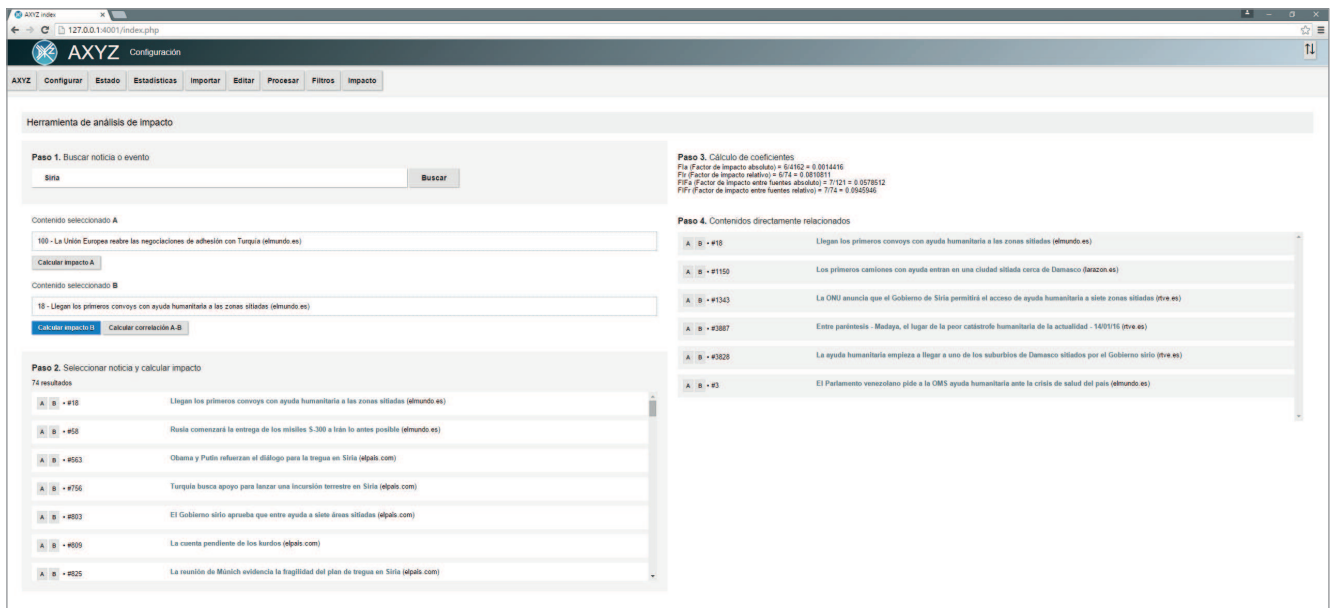 AXYZ index
127.0.0.1:4001/index.php
AXYZ Configuración
AXYZ Configurar Estado Estadísticas Importar Editar Procesar Filtros Impacto
Herramienta de análisis de impacto
Paso 1. Buscar noticia o evento
Siria
Buscar
Contenido seleccionado A
100 - La Unión Europea reabre las negociaciones de adhesión con Turquía (elmundo.es)
Calcular impacto A
Contenido seleccionado B
18 - Llegan los primeros convoys con ayuda humanitaria a las zonas sitiadas (elmundo.es)
Calcular impacto B Calcular correlación A-B
Paso 2. Seleccionar noticia y calcular impacto
74 resultados
A B • #18 Llegan los primeros convoys con ayuda humanitaria a las zonas sitiadas (elmundo.es)
A B • #58 Rusia comenzará la entrega de los misiles S-300 a Irán lo antes posible (elmundo.es)
A B • #563 Obama y Putin refuerzan el diálogo para la tregua en Siria (elpais.com)
A B • #756 Turquía busca apoyo para lanzar una incursión terrestre en Siria (elpais.com)
A B • #803 El Gobierno sirio aprueba que entre ayuda a siete áreas sitiadas (elpais.com)
A B • #809 La cuenta pendiente de los kurdos (elpais.com)
A B • #825 La reunión de Múnich evidencia la fragilidad del plan de tregua en Siria (elpais.com)
Paso 3. Cálculo de coeficientes
FIa (Factor de impacto absoluto) = 6/4162 = 0.0014416
FIr (Factor de impacto relativo) = 6/74 = 0.0810811
FIFa (Factor de impacto entre fuentes absoluto) = 7/121 = 0.0578512
FIFr (Factor de impacto entre fuentes relativo) = 7/74 = 0.0945946
Paso 4. Contenidos directamente relacionados
A B • #18 Llegan los primeros convoys con ayuda humanitaria a las zonas sitiadas (elmundo.es)
A B • #1150 Los primeros camiones con ayuda entran en una ciudad sitiada cerca de Damasco (larazon.es)
A B • #1343 La ONU anuncia que el Gobierno de Siria permitirá el acceso de ayuda humanitaria a siete zonas sitiadas (rtve.es)
A B • #3887 Entre paréntesis - Madaya, el lugar de la peor catástrofe humanitaria de la actualidad - 14/01/16 (rtve.es)
A B • #3828 La ayuda humanitaria empieza a llegar a uno de los suburbios de Damasco sitiados por el Gobierno sirio (rtve.es)
A B • #3 El Parlamento venezolano pide a la OMS ayuda humanitaria ante la crisis de salud del país (elmundo.es)